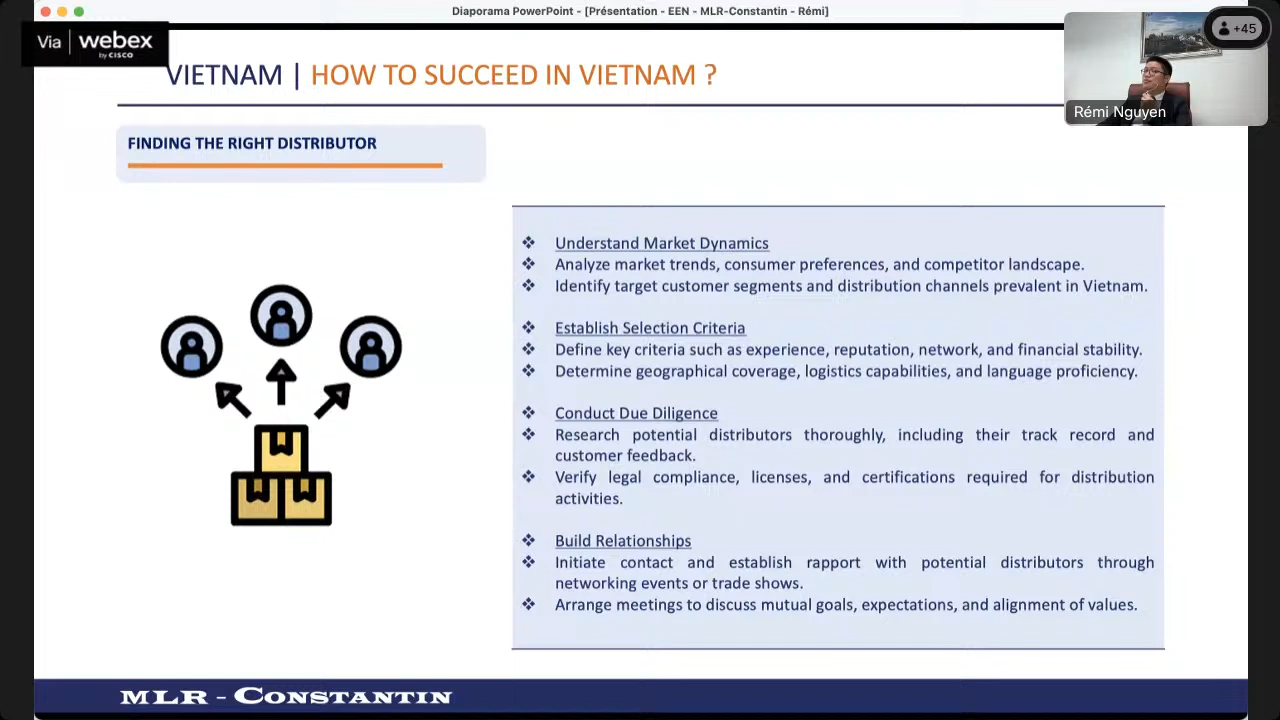 Diaporama PowerPoint - [Présentation - EEN - MLR-Constantin - Rémi]
Via webex
by CISCO
+45
VIETNAM | HOW TO SUCCEED IN VIETNAM ?
Rémi Nguyen
FINDING THE RIGHT DISTRIBUTOR
❖ Understand Market Dynamics
❖ Analyze market trends, consumer preferences, and competitor landscape.
❖ Identify target customer segments and distribution channels prevalent in Vietnam.
❖ Establish Selection Criteria
❖ Define key criteria such as experience, reputation, network, and financial stability.
❖ Determine geographical coverage, logistics capabilities, and language proficiency.
❖ Conduct Due Diligence
❖ Research potential distributors thoroughly, including their track record and
customer feedback.
❖ Verify legal compliance, licenses, and certifications required for distribution
activities.
❖ Build Relationships
❖ Initiate contact and establish rapport with potential distributors through
networking events or trade shows.
❖ Arrange meetings to discuss mutual goals, expectations, and alignment of values.
MLR - CONSTANTIN